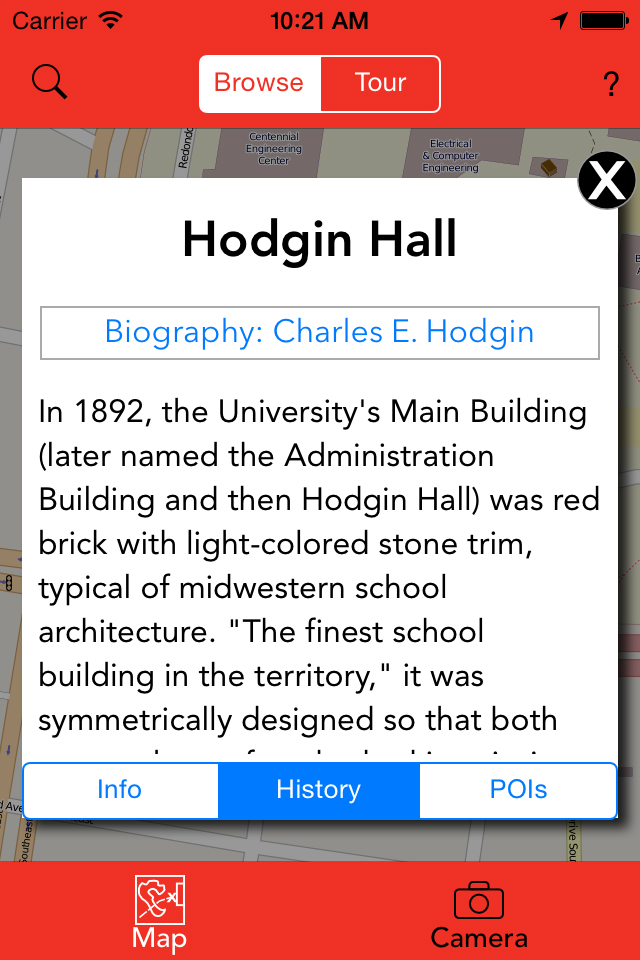 Carrier 10:21 AM
Browse Tour ?
Redondo
Centennial
Engineering
Center
Electrical
& Computer
Engineering
X
Hodgin Hall
Biography: Charles E. Hodgin
In 1892, the University's Main Building
(later named the Administration
Building and then Hodgin Hall) was red
brick with light-colored stone trim,
typical of midwestern school
architecture. "The finest school
building in the territory," it was
symmetrically designed so that both
Info History POIs
Map Camera